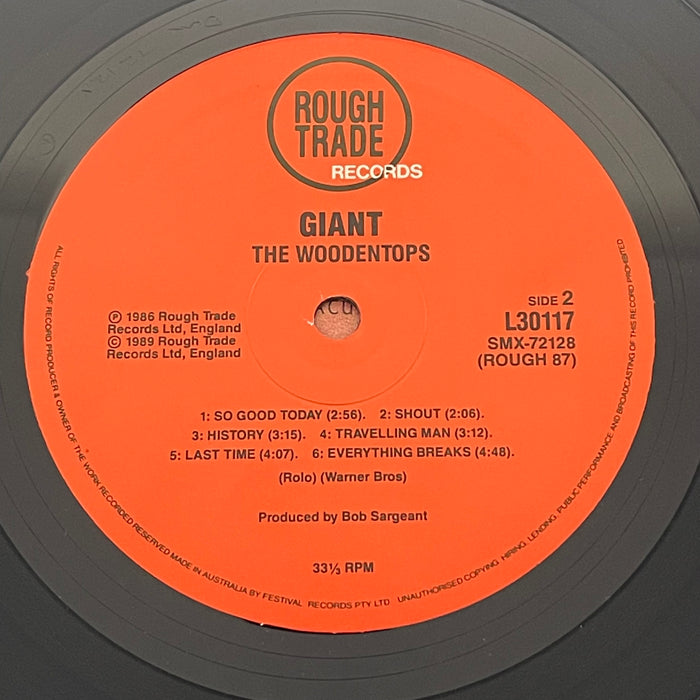 ROUGH
TRADE
RECORDS
GIANT
THE WOODENTOPS
℗ 1986 Rough Trade
Records Ltd, England
© 1989 Rough Trade
Records Ltd, England
SIDE 2
L30117
SMX-72128
(ROUGH 87)
1: SO GOOD TODAY (2:56). 2: SHOUT (2:06).
3: HISTORY (3:15). 4: TRAVELLING MAN (3:12).
5: LAST TIME (4:07). 6: EVERYTHING BREAKS (4:48).
(Rolo) (Warner Bros)
Produced by Bob Sargeant
33⅓ RPM
ALL RIGHTS OF RECORD PRODUCER & OWNER OF THE WORK RECORDED RESERVED MADE IN AUSTRALIA BY FESTIVAL RECORDS PTY LTD UNAUTHORISED COPYING, HIRING, LENDING, PUBLIC PERFORMANCE AND BROADCASTING OF THIS RECORD PROHIBITED